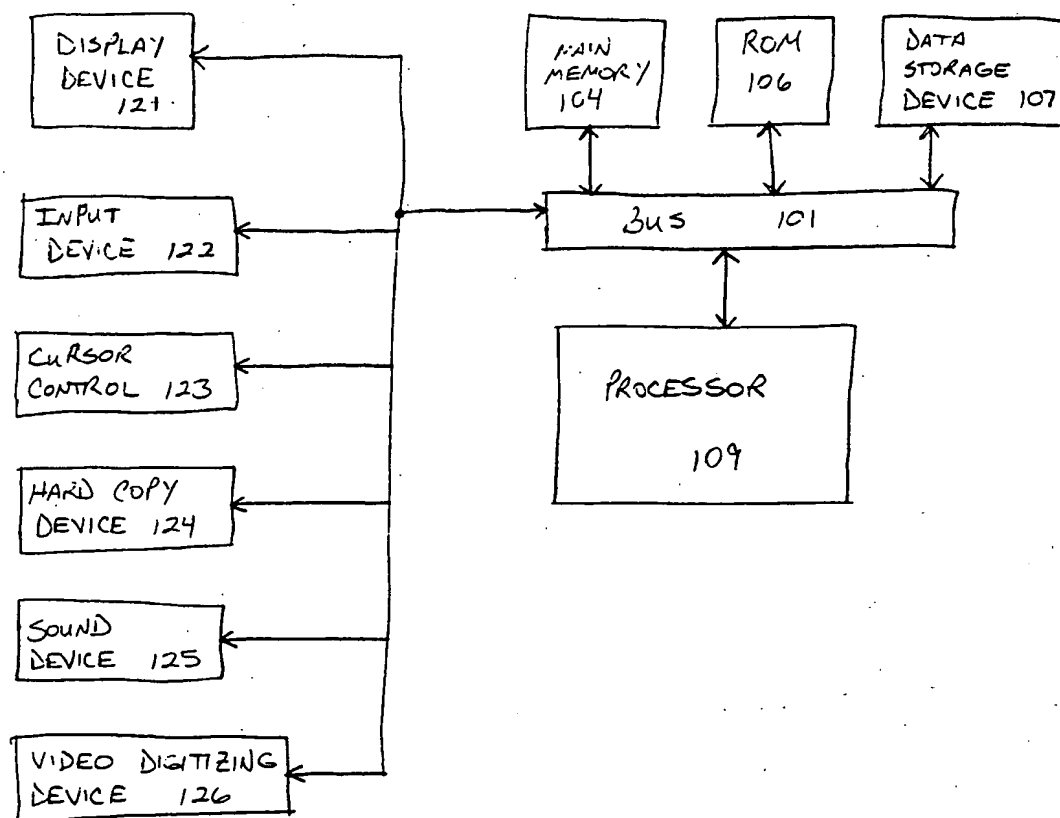 DISPLAY
DEVICE
121
MAIN
MEMORY
104
ROM
106
DATA
STORAGE
DEVICE 107
INPUT
DEVICE 122
BUS 101
CURSOR
CONTROL 123
PROCESSOR
109
HARD COPY
DEVICE 124
SOUND
DEVICE 125
VIDEO DIGITIZING
DEVICE 126